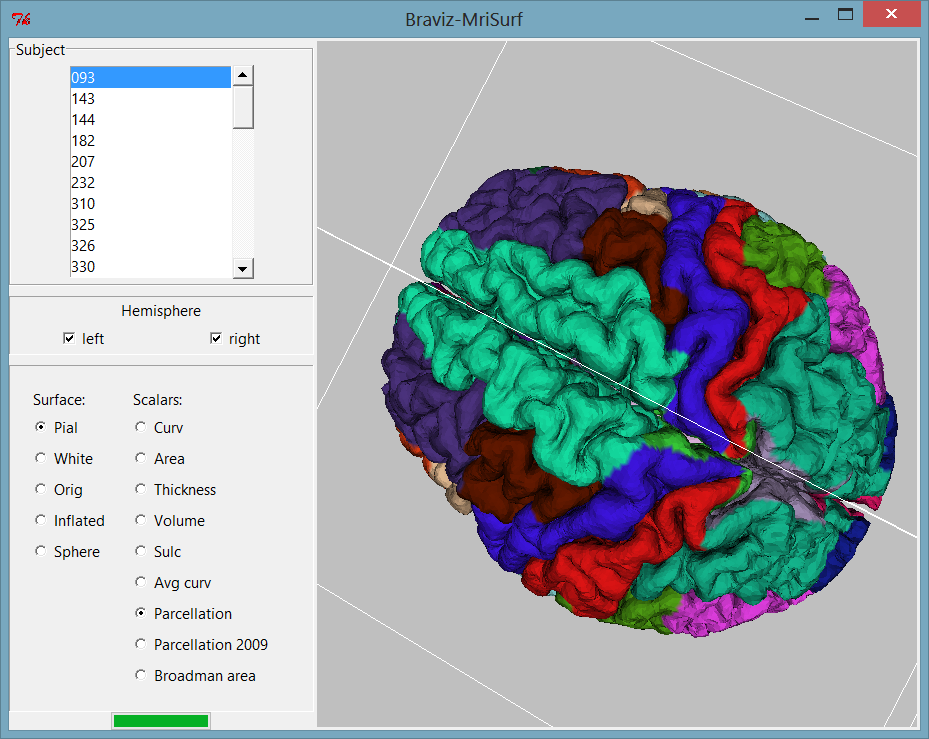 Braviz-MriSurf
Subject
093
143
144
182
207
232
310
325
326
330
Hemisphere
left right
Surface: Scalars:
Pial Curv
White Area
Orig Thickness
Inflated Volume
Sphere Sulc
Avg curv
Parcellation
Parcellation 2009
Broadman area